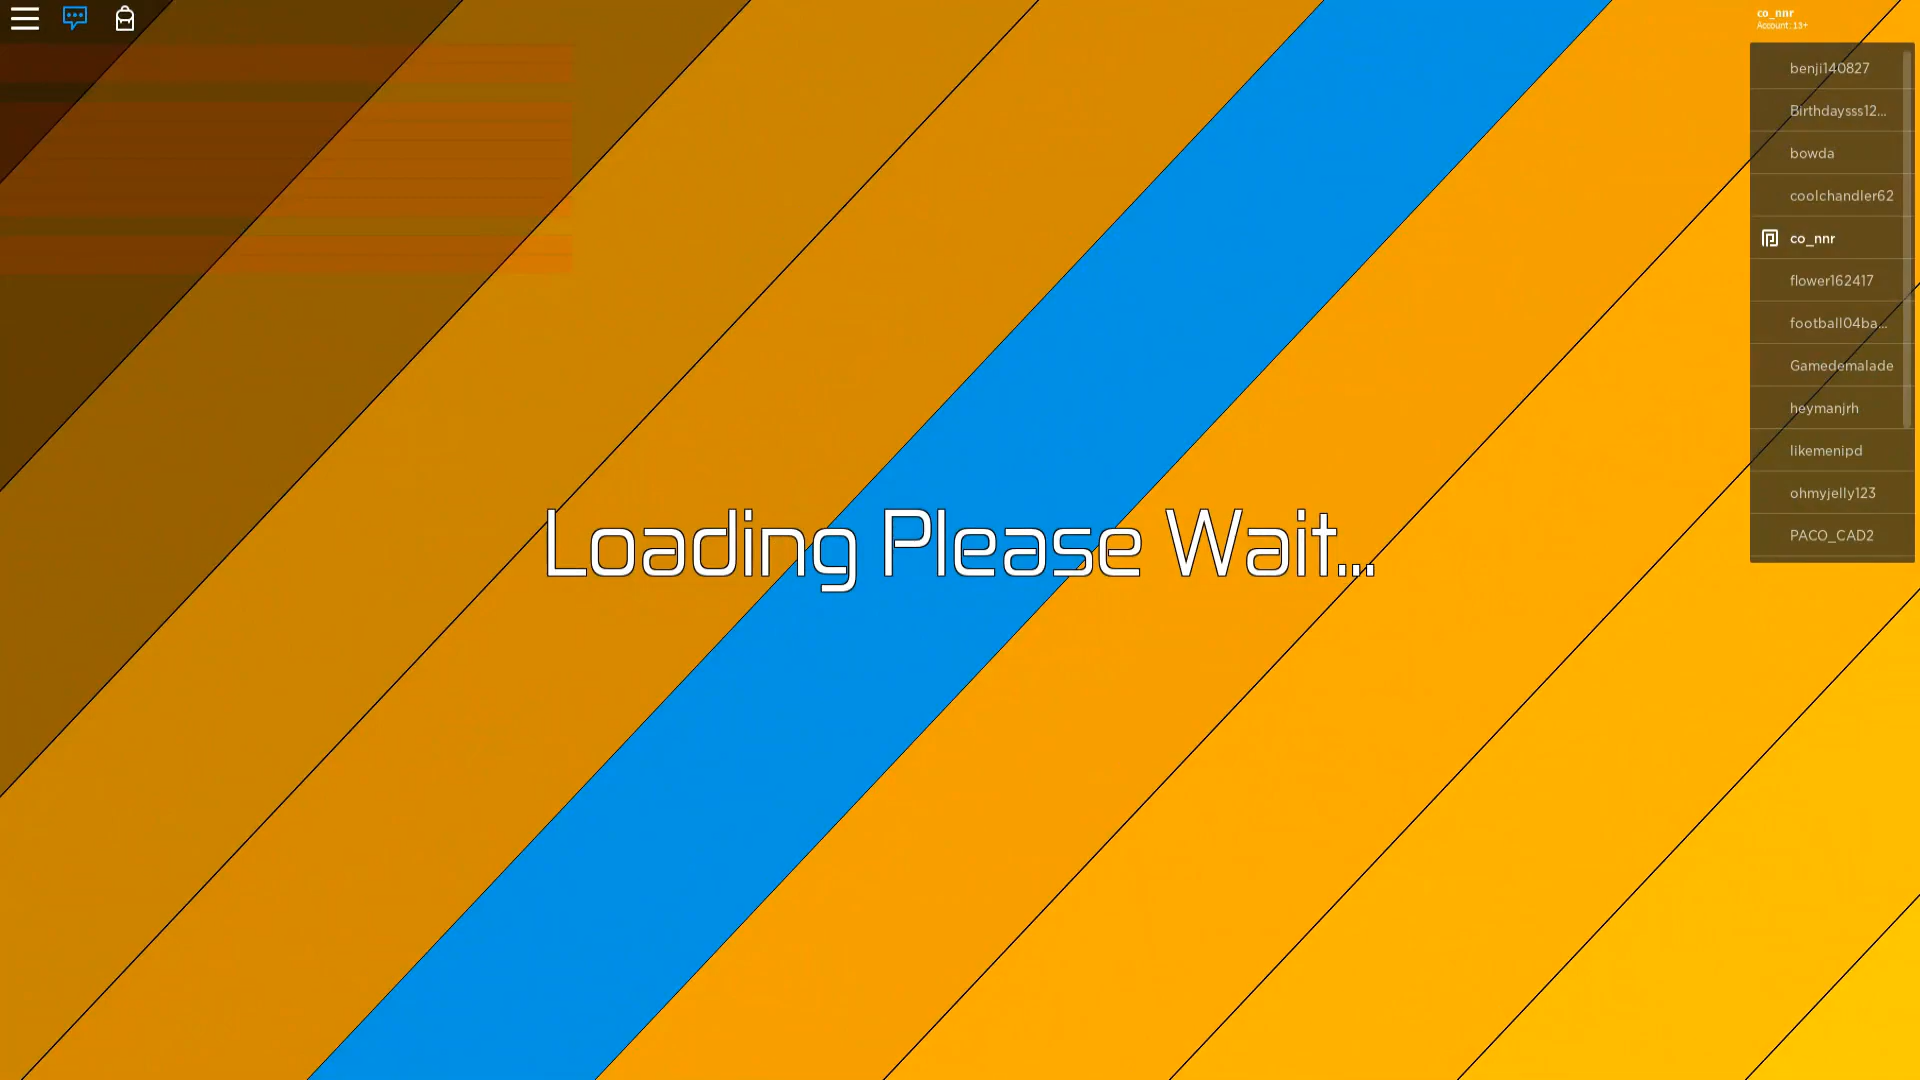 co_nnr
Account: 13+
benji140827
Birthdaysss12...
bowda
coolchandler62
co_nnr
flower162417
football04ba...
Gamedemalade
heymanjrh
likemenipd
ohmyjelly123
PACO_CAD2
Loading Please Wait...